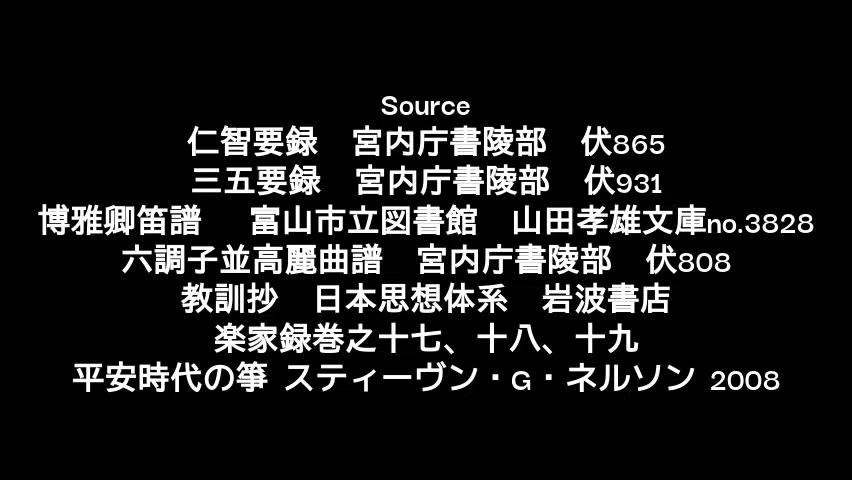 Source
仁智要録　宮内庁書陵部　伏865
三五要録　宮内庁書陵部　伏931
博雅卿笛譜　富山市立図書館　山田孝雄文庫no.3828
六調子並高麗曲譜　宮内庁書陵部　伏808
教訓抄　日本思想体系　岩波書店
楽家録巻之十七、十八、十九
平安時代の箏 スティーヴン・G・ネルソン 2008